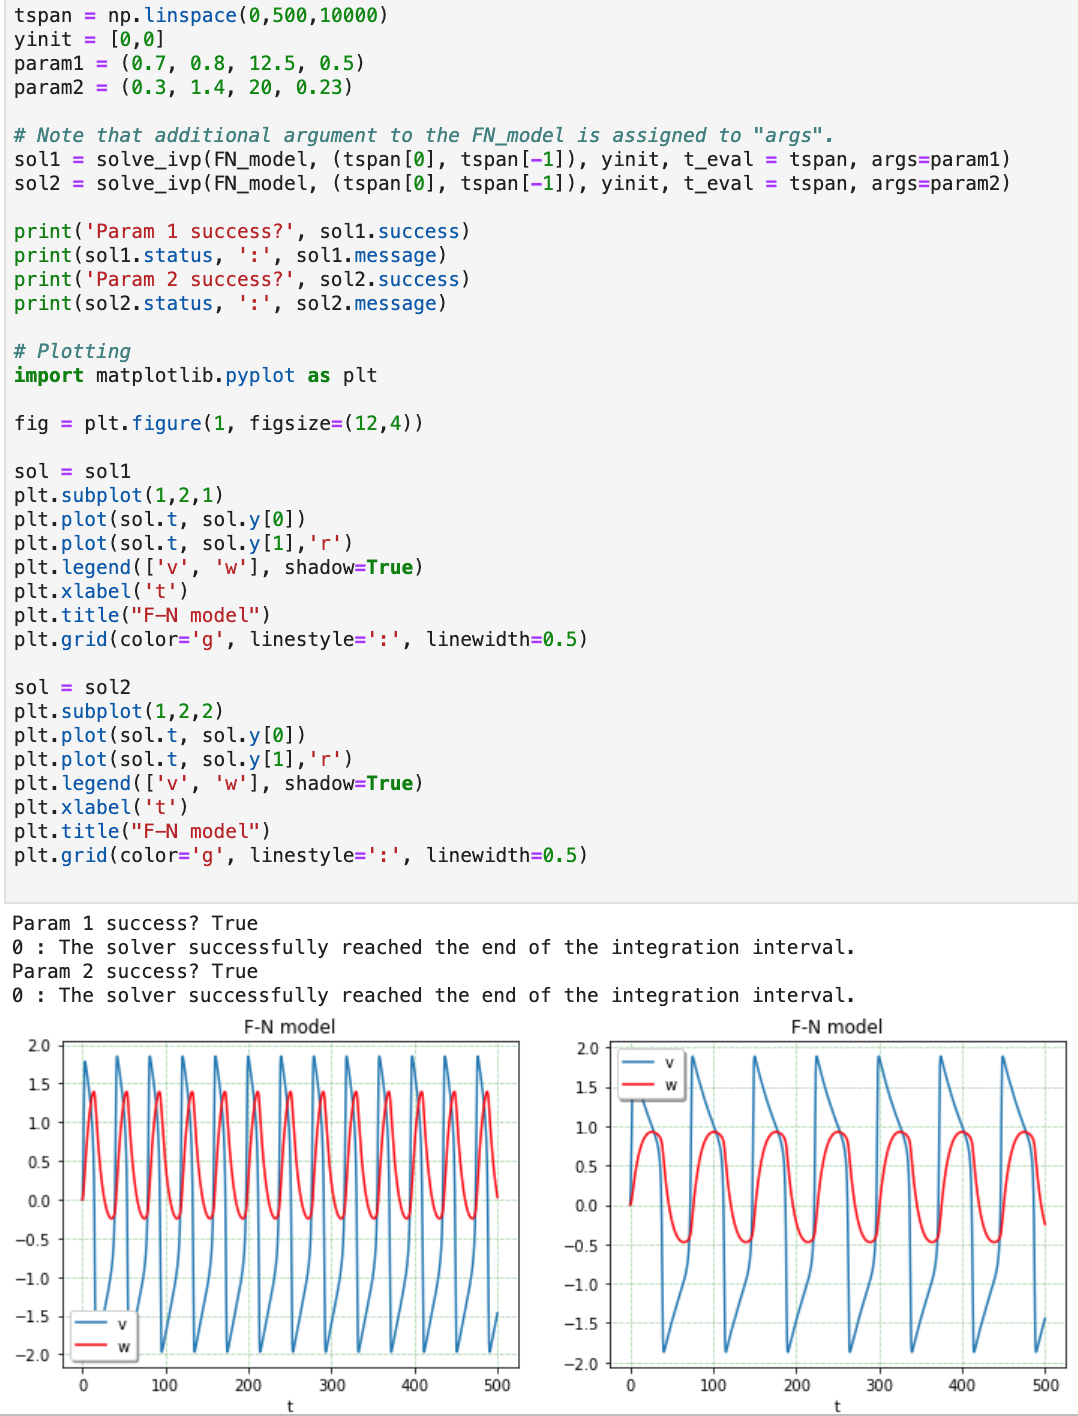 tspan = np.linspace(0,500,10000)
yinit = [0,0]
param1 = (0.7, 0.8, 12.5, 0.5)
param2 = (0.3, 1.4, 20, 0.23)
# Note that additional argument to the FN_model is assigned to "args".
sol1 = solve_ivp(FN_model, (tspan[0], tspan[-1]), yinit, t_eval = tspan, args=param1)
sol2 = solve_ivp(FN_model, (tspan[0], tspan[-1]), yinit, t_eval = tspan, args=param2)
print('Param 1 success?', sol1.success)
print(sol1.status, ':', sol1.message)
print('Param 2 success?', sol2.success)
print(sol2.status, ':', sol2.message)
# Plotting
import matplotlib.pyplot as plt
fig = plt.figure(1, figsize=(12,4))
sol = sol1
plt.subplot(1,2,1)
plt.plot(sol.t, sol.y[0])
plt.plot(sol.t, sol.y[1],'r')
plt.legend(['v', 'w'], shadow=True)
plt.xlabel('t')
plt.title("F-N model")
plt.grid(color='g', linestyle=':', linewidth=0.5)
sol = sol2
plt.subplot(1,2,2)
plt.plot(sol.t, sol.y[0])
plt.plot(sol.t, sol.y[1],'r')
plt.legend(['v', 'w'], shadow=True)
plt.xlabel('t')
plt.title("F-N model")
plt.grid(color='g', linestyle=':', linewidth=0.5)
Param 1 success? True
0 : The solver successfully reached the end of the integration interval.
Param 2 success? True
0 : The solver successfully reached the end of the integration interval.
F-N model
2.0
1.5
1.0
0.5
0.0
−0.5
−1.0
−1.5
−2.0
v
w
0 100 200 300 400 500
t
F-N model
2.0
1.5
1.0
0.5
0.0
−0.5
−1.0
−1.5
−2.0
v
w
0 100 200 300 400 500
t